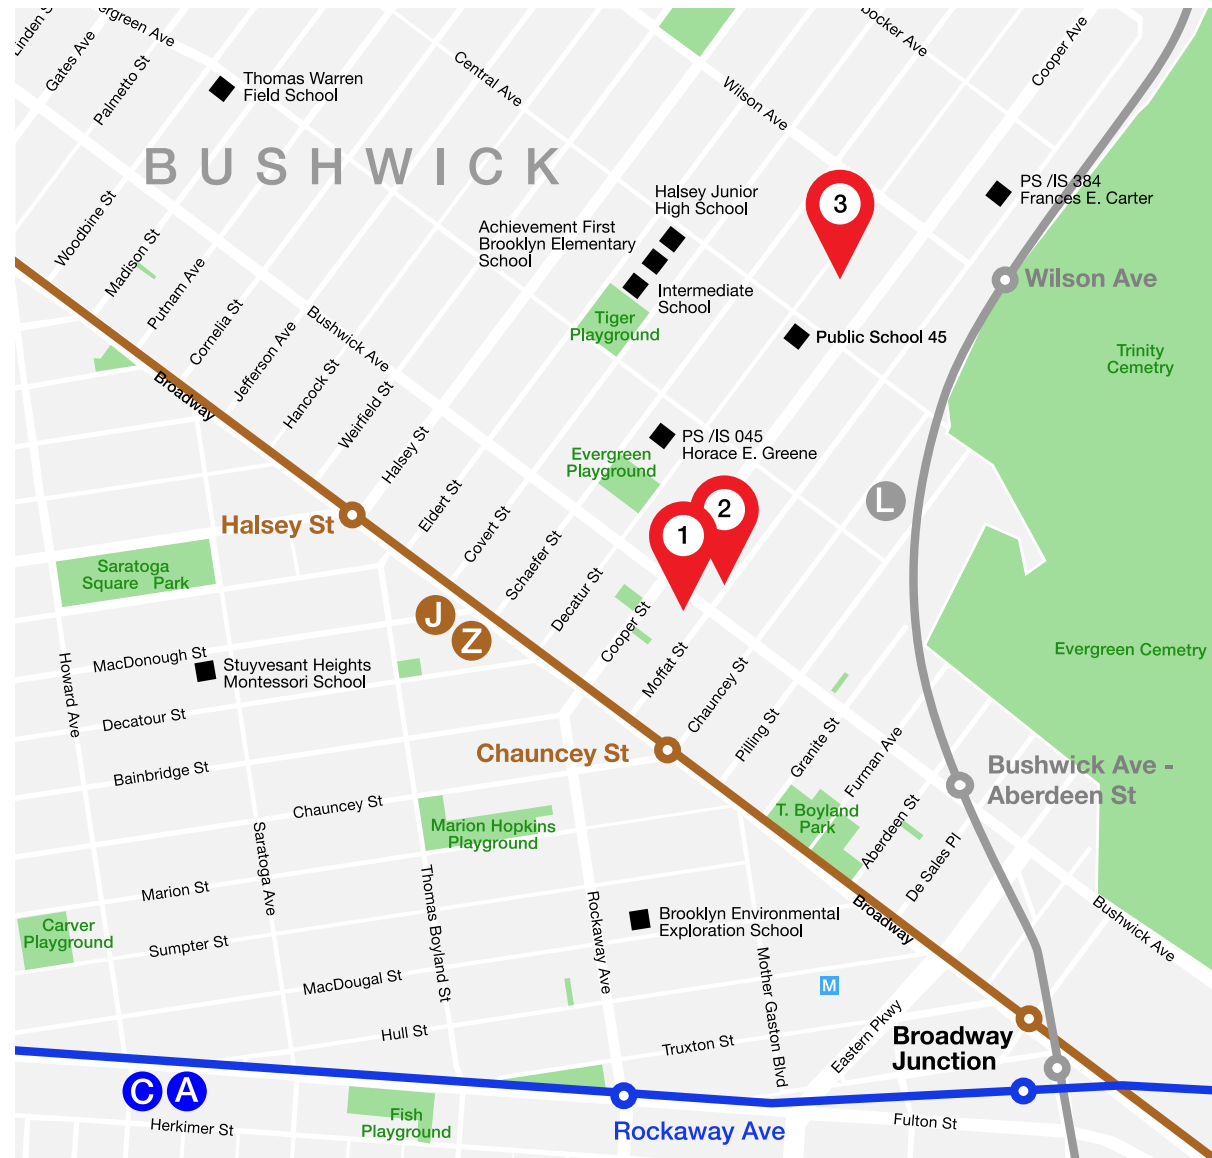 Linden St
Gates Ave
Evergreen Ave
Palmetto St
Thomas Warren
Field School
Central Ave
Wilson Ave
Cooper Ave
BUSHWICK
Woodbine St
Madison St
Putnam Ave
Cornelia St
Jefferson Ave
Hancock St
Weirfield St
Halsey St
Bushwick Ave
Halsey Junior
High School
Achievement First
Brooklyn Elementary
School
Intermediate
School
Tiger
Playground
3
PS /IS 384
Frances E. Carter
Wilson Ave
Public School 45
Trinity
Cemetry
Broadway
PS /IS 045
Horace E. Greene
Evergreen
Playground
Eldert St
Covert St
Schaefer St
Decatur St
Cooper St
Moffat St
Chauncey St
Pilling St
Granite St
Furman Ave
Aberdeen St
De Sales Pl
1
2
L
Halsey St
Saratoga
Square Park
J
Z
Evergreen Cemetry
Howard Ave
MacDonough St
Stuyvesant Heights
Montessori School
Decatour St
Bainbridge St
Chauncey St
Chauncey St
Bushwick Ave -
Aberdeen St
T. Boyland
Park
Marion Hopkins
Playground
Saratoga Ave
Thomas Boyland St
Rockaway Ave
Marion St
Sumpter St
Carver
Playground
Brooklyn Environmental
Exploration School
Broadway
Bushwick Ave
MacDougal St
Mother Gaston Blvd
M
Hull St
Truxton St
Eastern Pkwy
Broadway
Junction
C
A
Herkimer St
Fish
Playground
Rockaway Ave
Fulton St